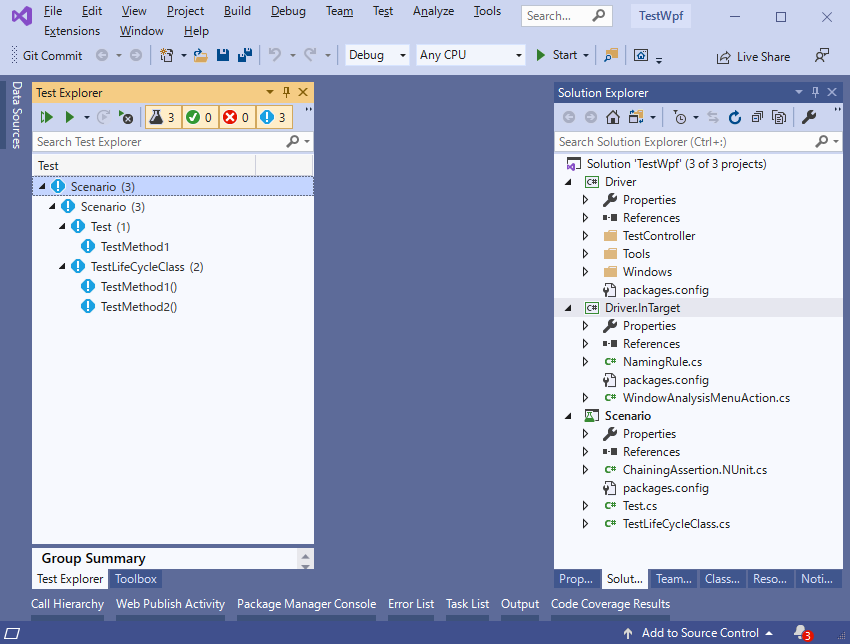 File Edit View Project Build Debug Team Test Analyze Tools Search... TestWpf
Extensions Window Help
Git Commit Debug Any CPU Start Live Share
Data Sources
Test Explorer
3 0 0 3
Search Test Explorer
Test
Scenario (3)
Scenario (3)
Test (1)
TestMethod1
TestLifeCycleClass (2)
TestMethod1()
TestMethod2()
Group Summary
Test Explorer Toolbox
Solution Explorer
Search Solution Explorer (Ctrl+;)
Solution 'TestWpf' (3 of 3 projects)
C# Driver
Properties
References
TestController
Tools
Windows
packages.config
C# Driver.InTarget
Properties
References
C# NamingRule.cs
packages.config
C# WindowAnalysisMenuAction.cs
Scenario
Properties
References
C# ChainingAssertion.NUnit.cs
packages.config
C# Test.cs
C# TestLifeCycleClass.cs
Prop... Solut... Team... Class... Reso... Noti...
Call Hierarchy Web Publish Activity Package Manager Console Error List Task List Output Code Coverage Results
Add to Source Control 3